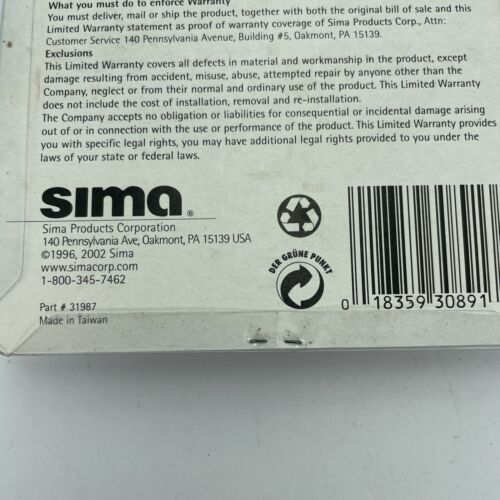 What you must do to enforce Warranty
You must deliver, mail or ship the product, together with both the original bill of sale and this
Limited Warranty statement as proof of warranty coverage of Sima Products Corp., Attn:
Customer Service 140 Pennsylvania Avenue, Building #5, Oakmont, PA 15139.
Exclusions
This Limited Warranty covers all defects in material and workmanship in the product, except
damage resulting from accident, misuse, abuse, attempted repair by anyone other than the
Company, neglect or from their normal and ordinary use of the product. This Limited Warranty
does not include the cost of installation, removal and re-installation.
The Company accepts no obligation or liabilities for consequential or incidental damage arising
out of or in connection with the use or performance of the product. This Limited Warranty provides
you with specific legal rights, you may have additional legal rights provided to you under the
laws of your state or federal laws.
sima®
Sima Products Corporation
140 Pennsylvania Ave, Oakmont, PA 15139 USA
©1996, 2002 Sima
www.simacorp.com
1-800-345-7462
Part # 31987
Made in Taiwan
DER GRÜNE PUNKT
0 18359 30891